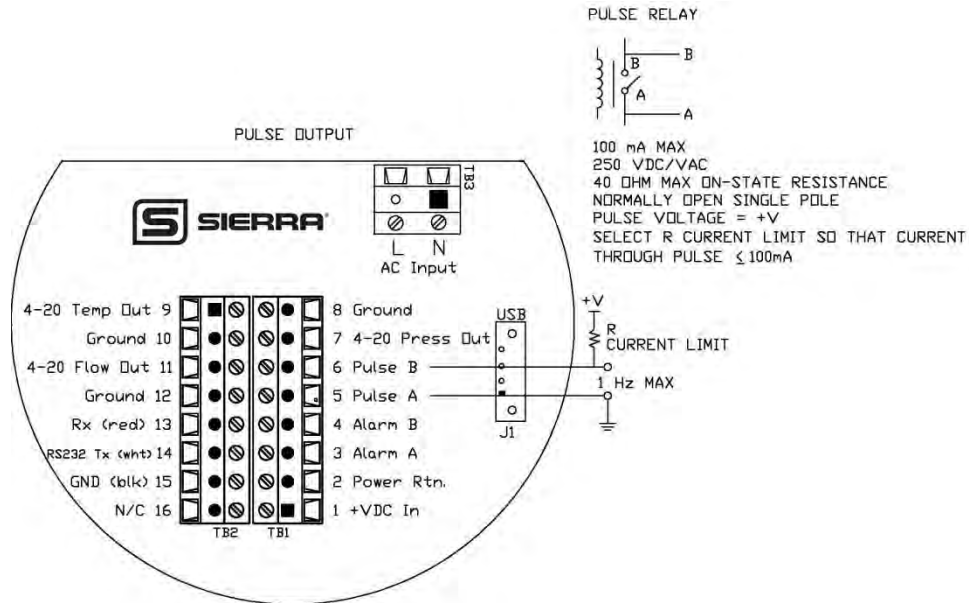 PULSE RELAY
B
B
A
A
100 mA MAX
250 VDC/VAC
40 OHM MAX ON-STATE RESISTANCE
NORMALLY OPEN SINGLE POLE
PULSE VOLTAGE = +V
SELECT R CURRENT LIMIT SO THAT CURRENT
THROUGH PULSE ≤ 100mA
PULSE OUTPUT
TB3
S SIERRA
L N
AC Input
4-20 Temp Out 9
Ground 10
4-20 Flow Out 11
Ground 12
Rx (red) 13
RS232 Tx (wht) 14
GND (blk) 15
N/C 16
TB2 TB1
8 Ground
7 4-20 Press Out
6 Pulse B
5 Pulse A
4 Alarm B
3 Alarm A
2 Power Rtn.
1 +VDC In
USB
J1
+V
R
CURRENT LIMIT
1 Hz MAX